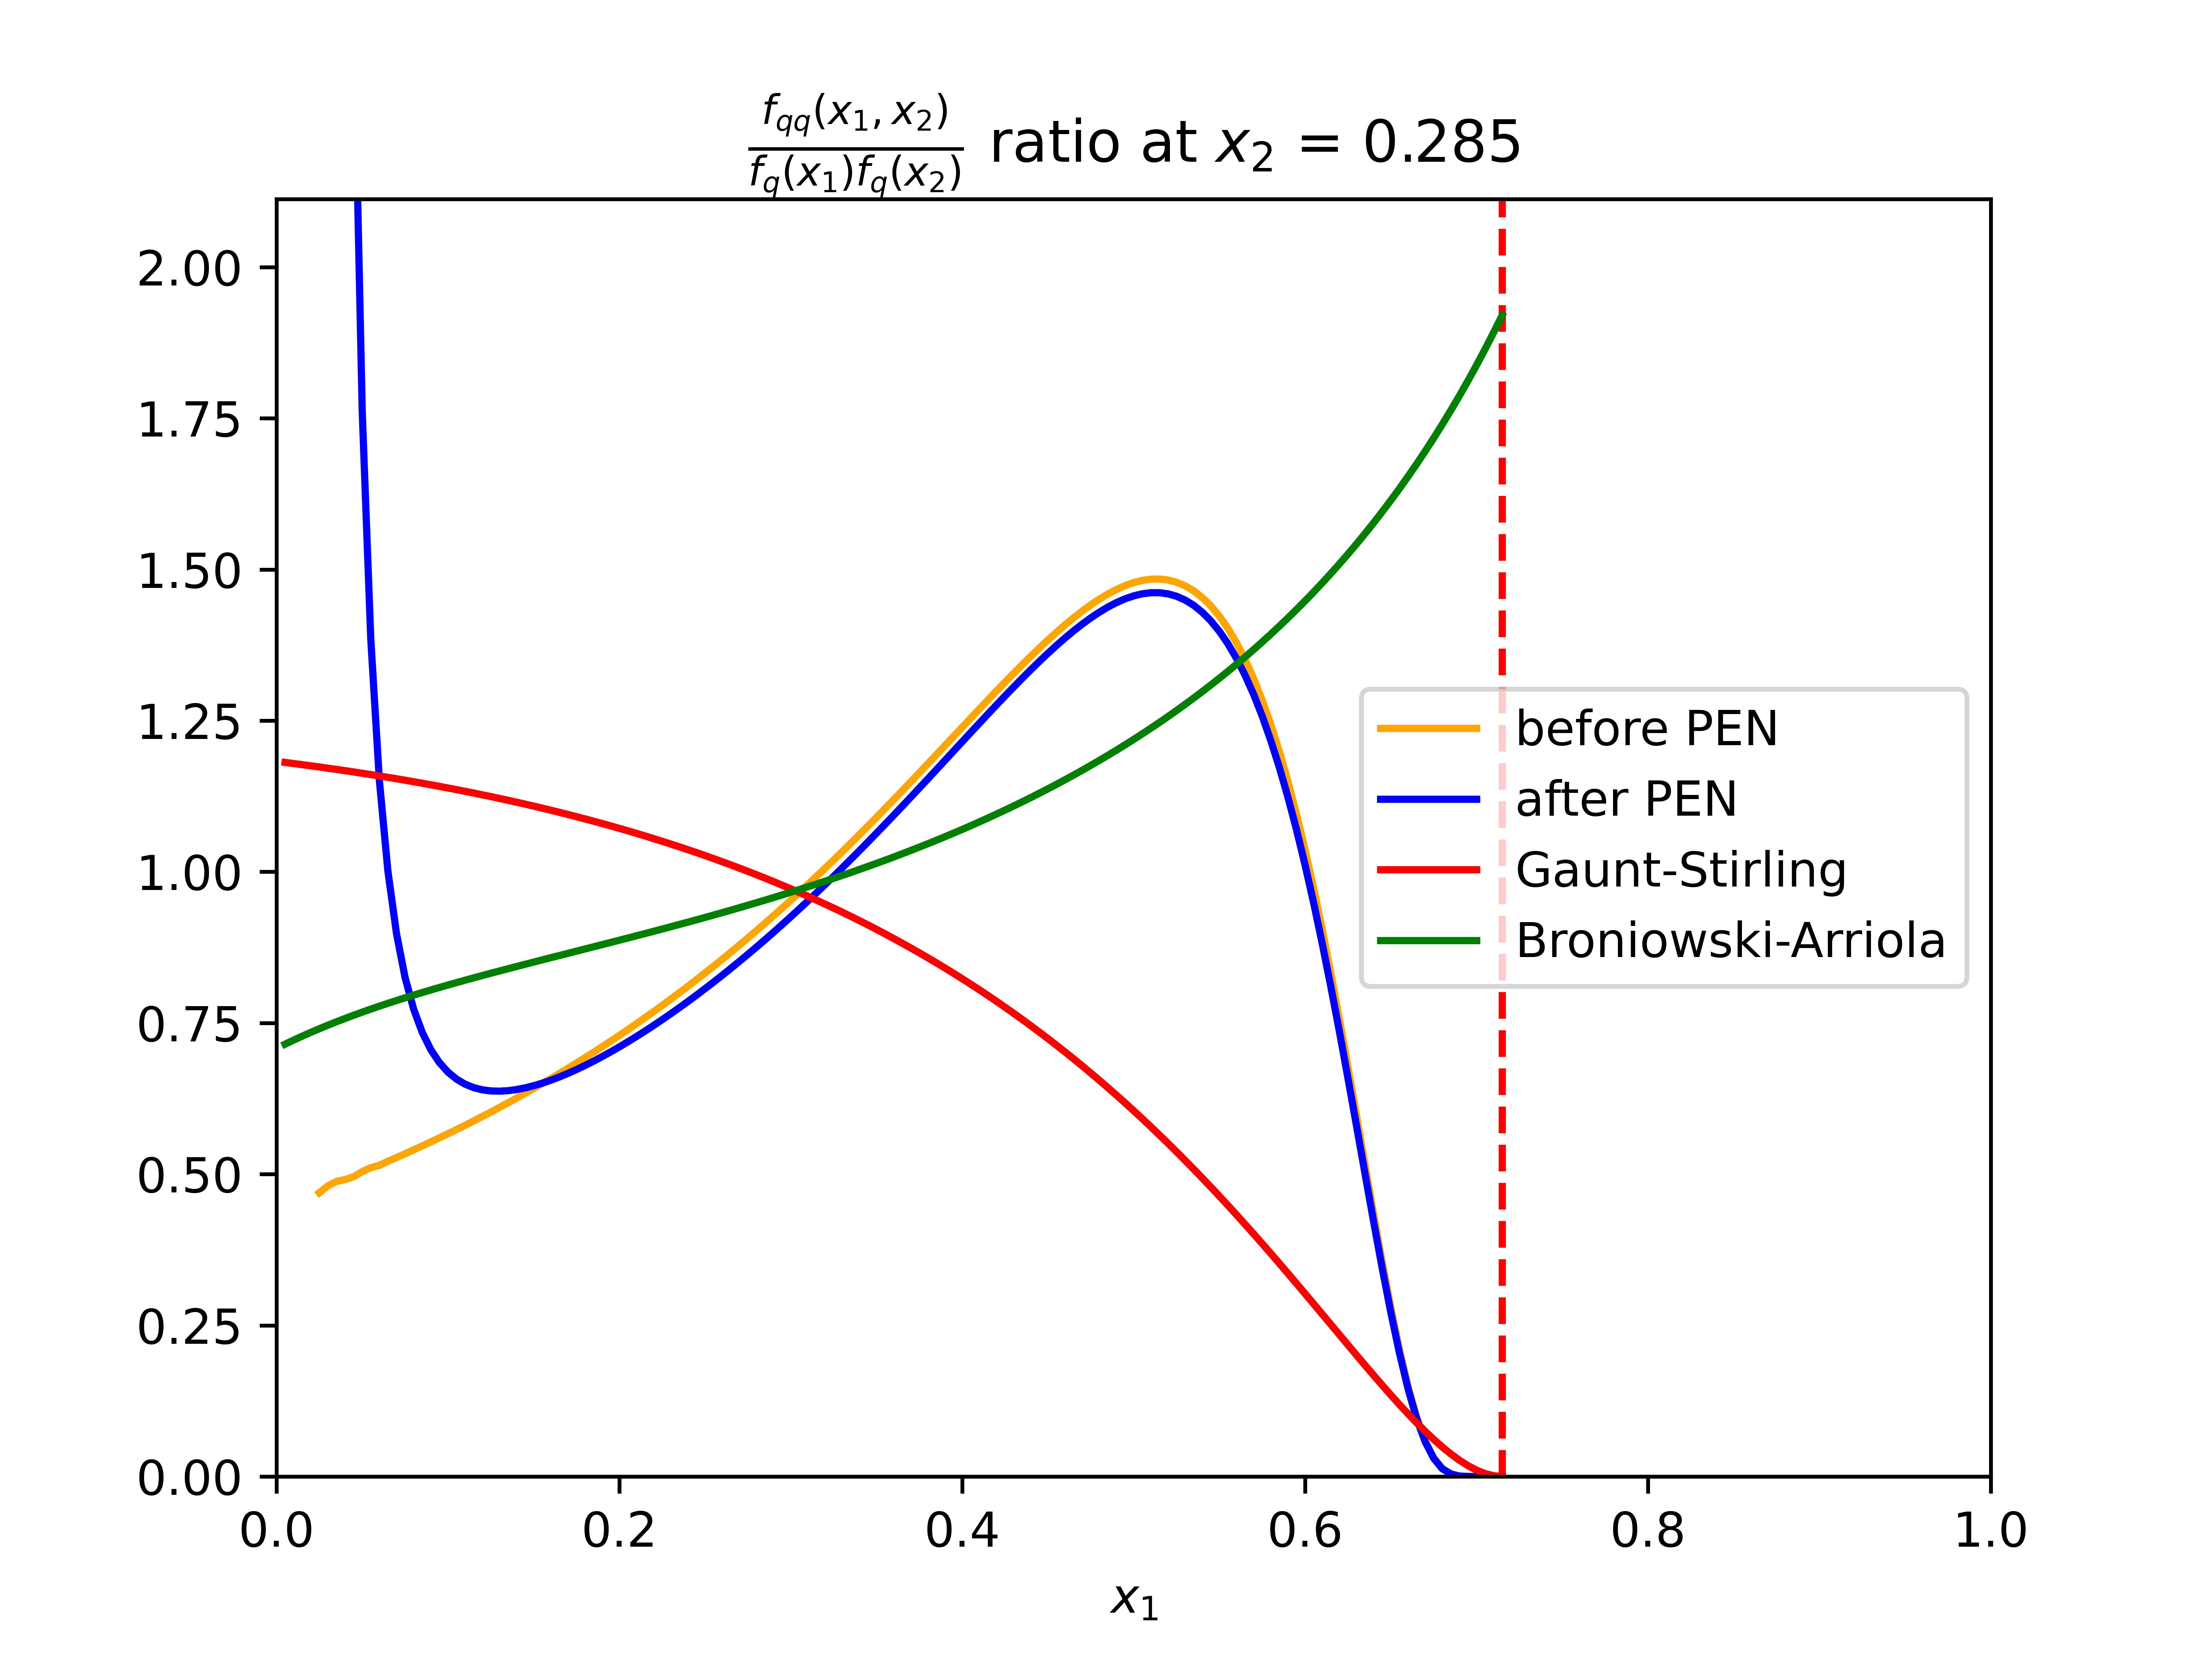 f_qq(x_1, x_2)
f_q(x_1)f_q(x_2)
ratio at x_2 = 0.285
2.00
1.75
1.50
1.25
1.00
0.75
0.50
0.25
0.00
before PEN
after PEN
Gaunt-Stirling
Broniowski-Arriola
0.0 0.2 0.4 0.6 0.8 1.0
x_1